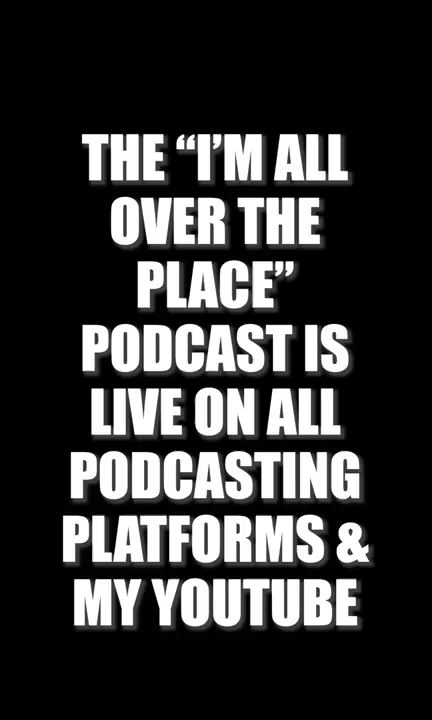 THE “I’M ALL
OVER THE
PLACE”
PODCAST IS
LIVE ON ALL
PODCASTING
PLATFORMS &
MY YOUTUBE